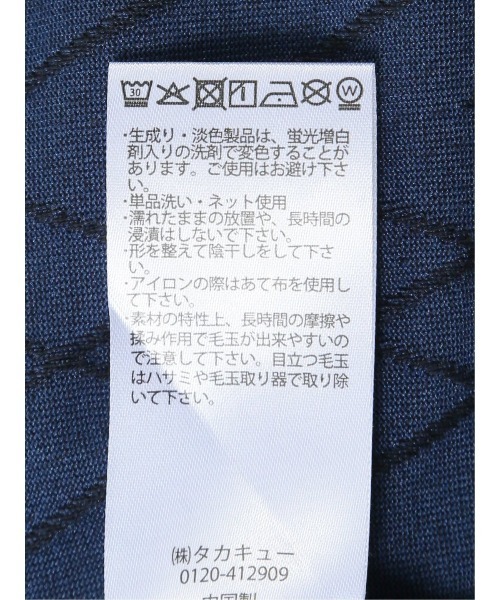 30 W
・生成り・淡色製品は、蛍光増白
剤入りの洗剤で変色することが
あります。ご使用はお避け下さ
い。
・単品洗い・ネット使用
・濡れたままの放置や、長時間の
浸漬はしないで下さい。
・形を整えて陰干しをして下さ
い。
・アイロンの際はあて布を使用し
て下さい。
・素材の特性上、長時間の摩擦や
揉み作用で毛玉が出来やすいの
で注意して下さい。目立つ毛玉
はハサミや毛玉取り器で取り除
いて下さい。
㈱タカキュー
0120-412909
中国製